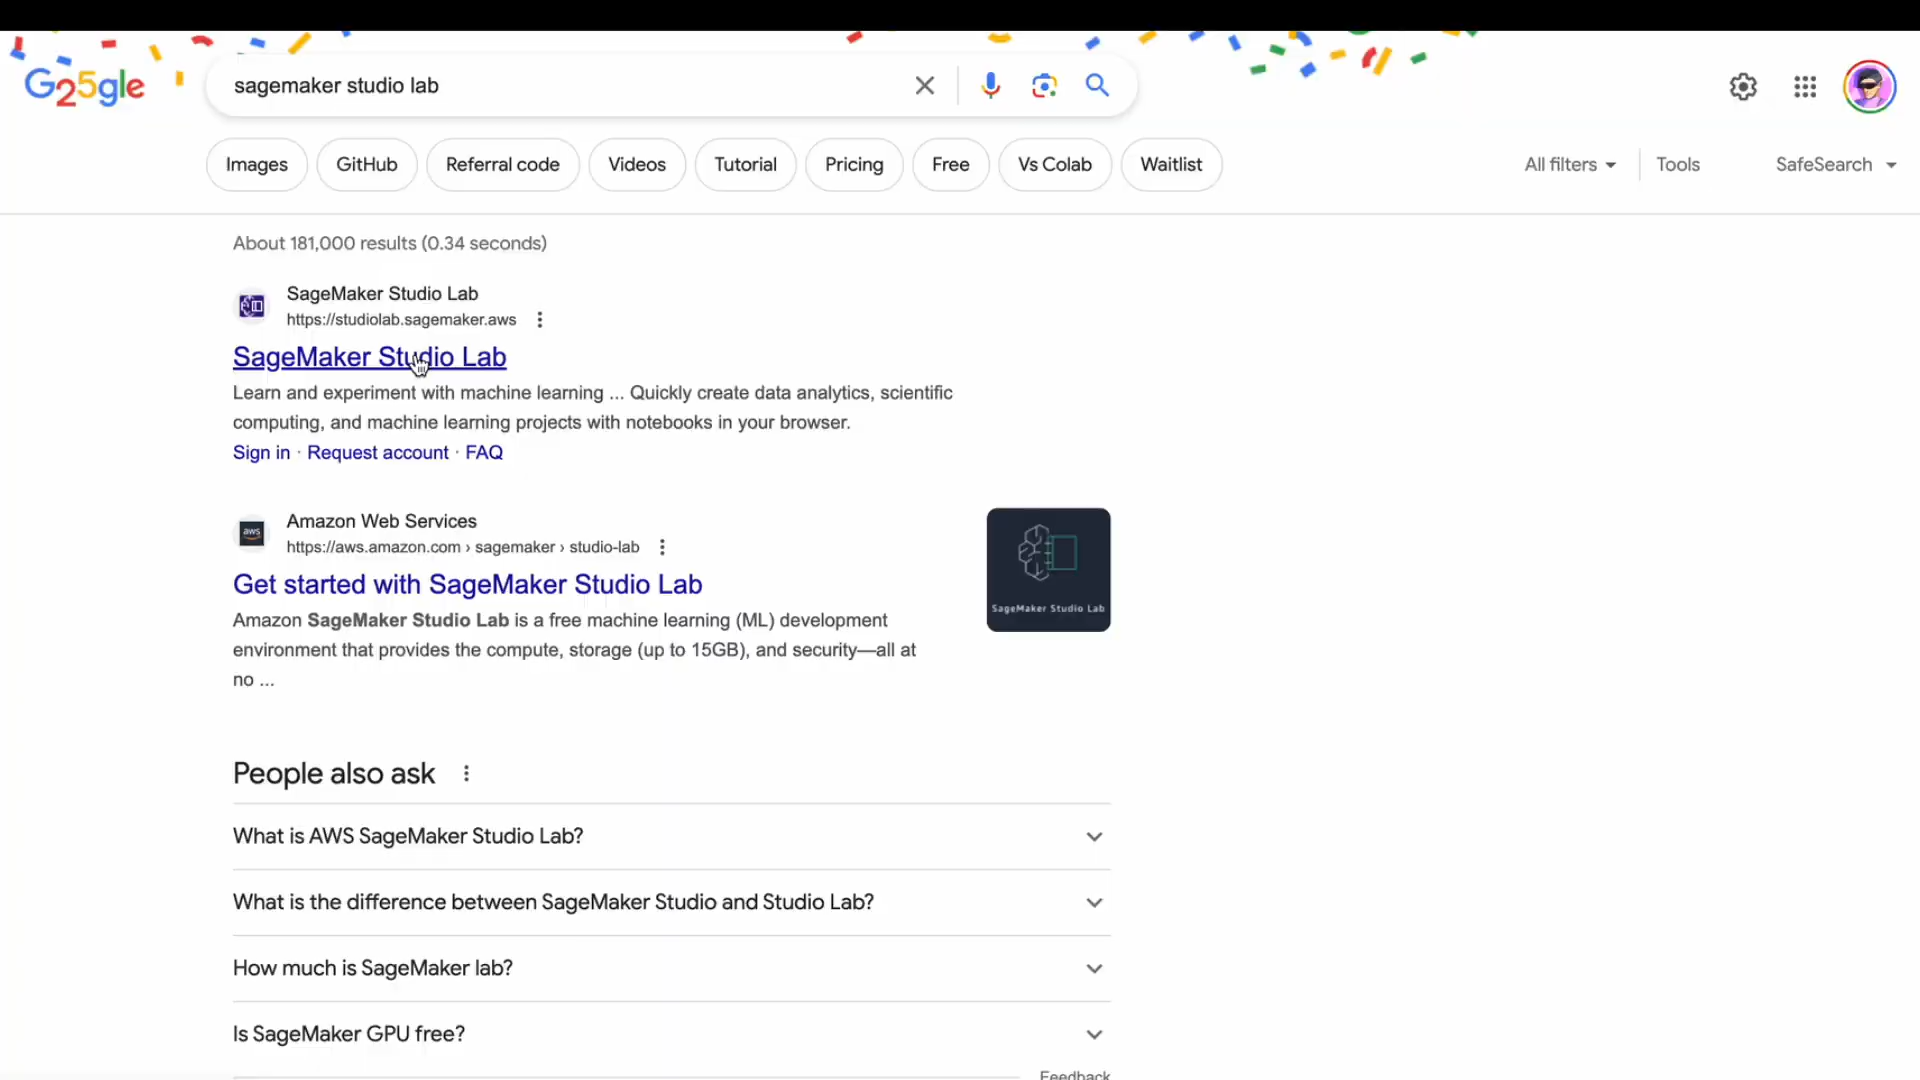 G25gle
sagemaker studio lab
Images
GitHub
Referral code
Videos
Tutorial
Pricing
Free
Vs Colab
Waitlist
All filters
Tools
SafeSearch
About 181,000 results (0.34 seconds)
SageMaker Studio Lab
https://studiolab.sagemaker.aws
SageMaker Studio Lab
Learn and experiment with machine learning ... Quickly create data analytics, scientific
computing, and machine learning projects with notebooks in your browser.
Sign in · Request account · FAQ
aws
Amazon Web Services
https://aws.amazon.com › sagemaker › studio-lab
Get started with SageMaker Studio Lab
Amazon SageMaker Studio Lab is a free machine learning (ML) development
environment that provides the compute, storage (up to 15GB), and security—all at
no ...
SageMaker Studio Lab
People also ask
What is AWS SageMaker Studio Lab?
What is the difference between SageMaker Studio and Studio Lab?
How much is SageMaker lab?
Is SageMaker GPU free?
Feedback